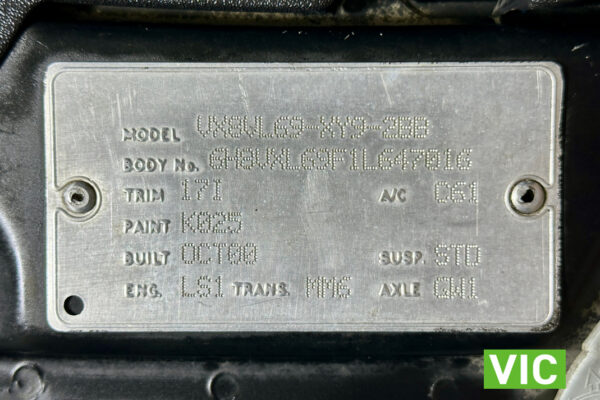 MODEL VX8VL69-XY9-2BB
BODY No. 6H8VXL69F1L647016
TRIM 17I A/C C61
PAINT K025
BUILT OCT00 SUSP. STD
ENG. LS1 TRANS. MM6 AXLE GW1
VIC